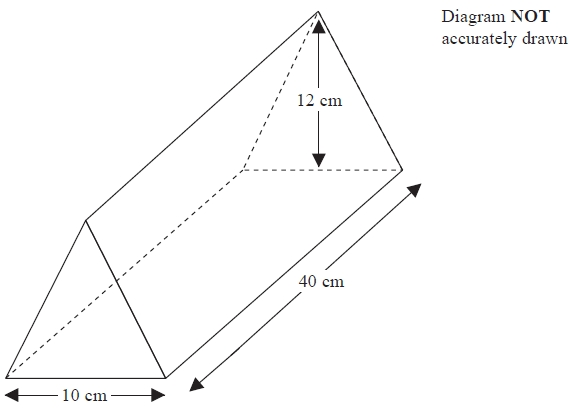 Diagram NOT
accurately drawn
12 cm
40 cm
10 cm